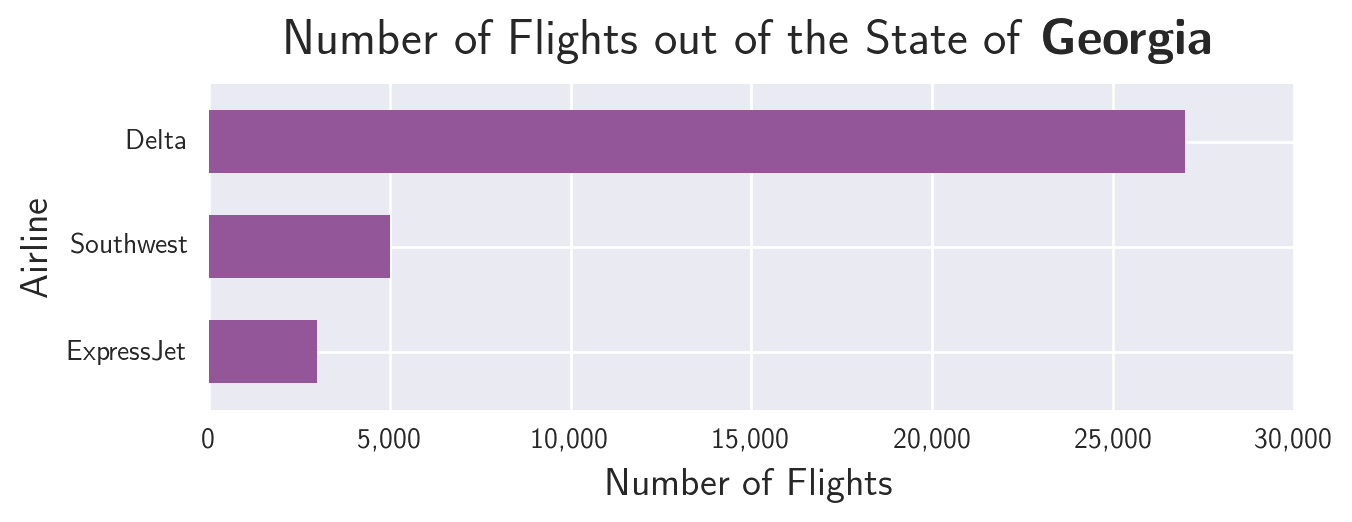 Number of Flights out of the State of Georgia
Delta
Southwest
ExpressJet
Airline
0 5,000 10,000 15,000 20,000 25,000 30,000
Number of Flights